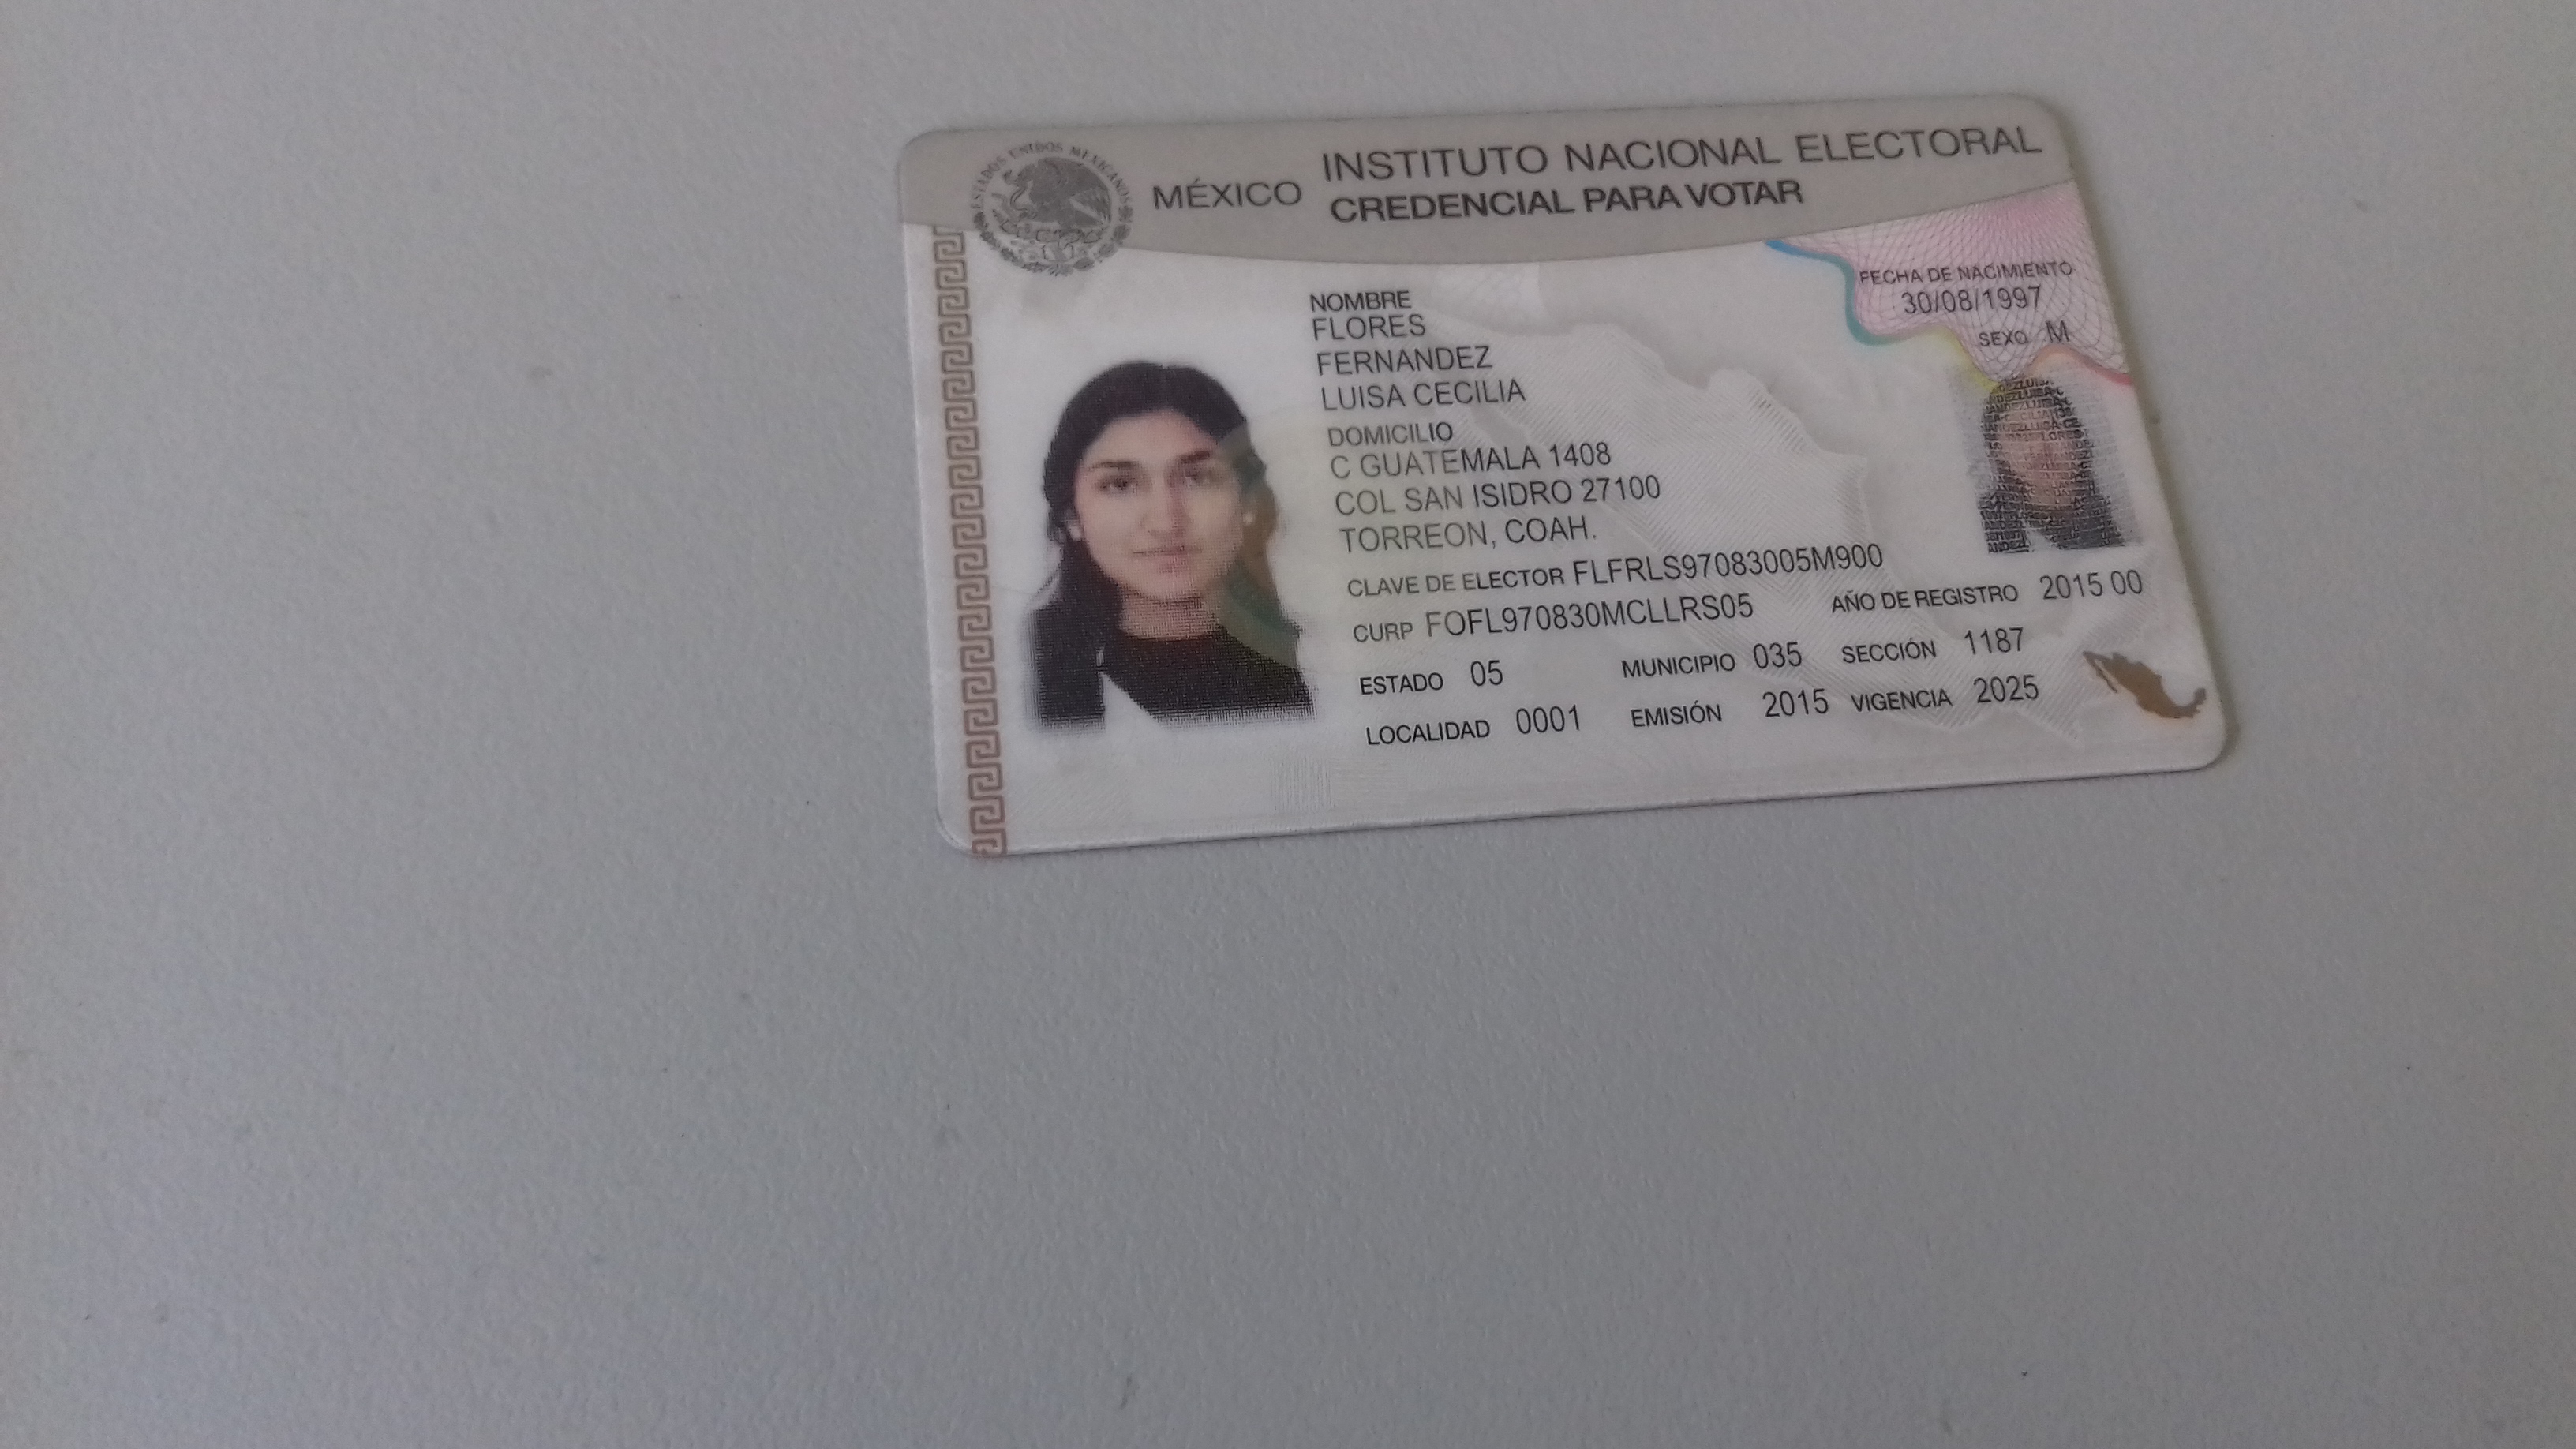 ESTADOS UNIDOS MEXICANOS
MÉXICO
INSTITUTO NACIONAL ELECTORAL
CREDENCIAL PARA VOTAR
FECHA DE NACIMIENTO
30/08/1997
SEXO M
NOMBRE
FLORES
FERNANDEZ
LUISA CECILIA
DOMICILIO
C GUATEMALA 1408
COL SAN ISIDRO 27100
TORREON, COAH.
CLAVE DE ELECTOR FLFRLS97083005M900
CURP FOFL970830MCLLRS05 AÑO DE REGISTRO 2015 00
ESTADO 05 MUNICIPIO 035 SECCIÓN 1187
LOCALIDAD 0001 EMISIÓN 2015 VIGENCIA 2025